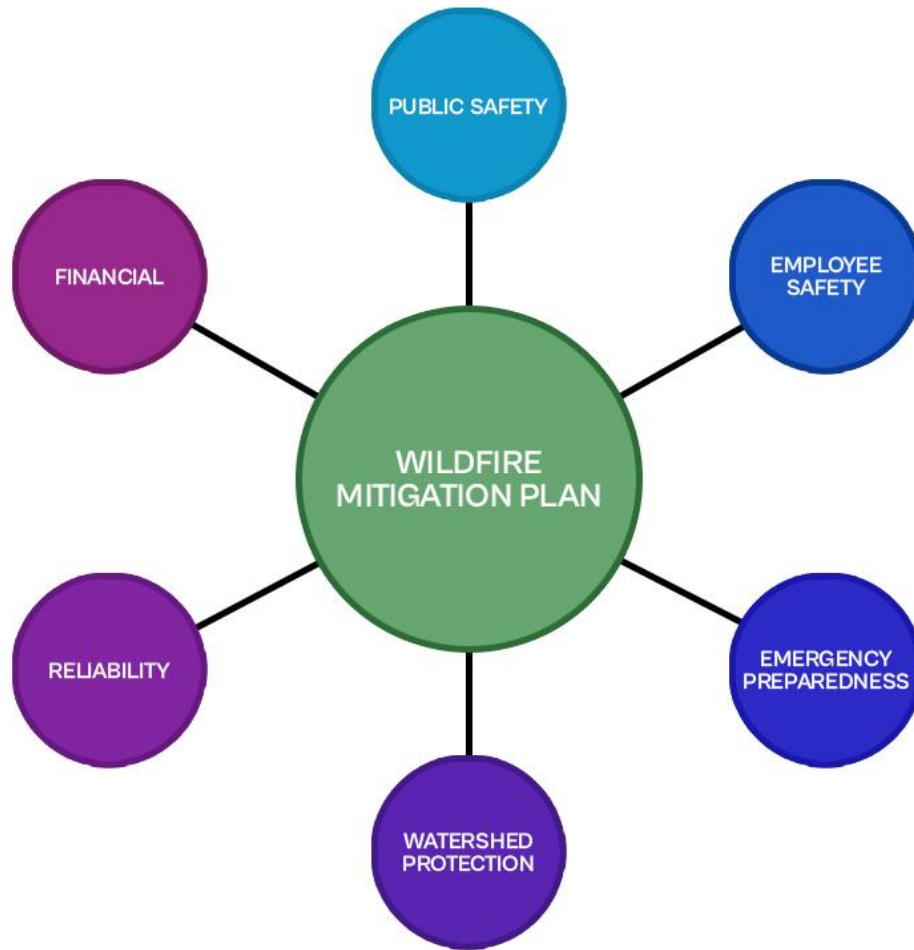 PUBLIC SAFETY
FINANCIAL
EMPLOYEE
SAFETY
WILDFIRE
MITIGATION PLAN
RELIABILITY
EMERGENCY
PREPAREDNESS
WATERSHED
PROTECTION